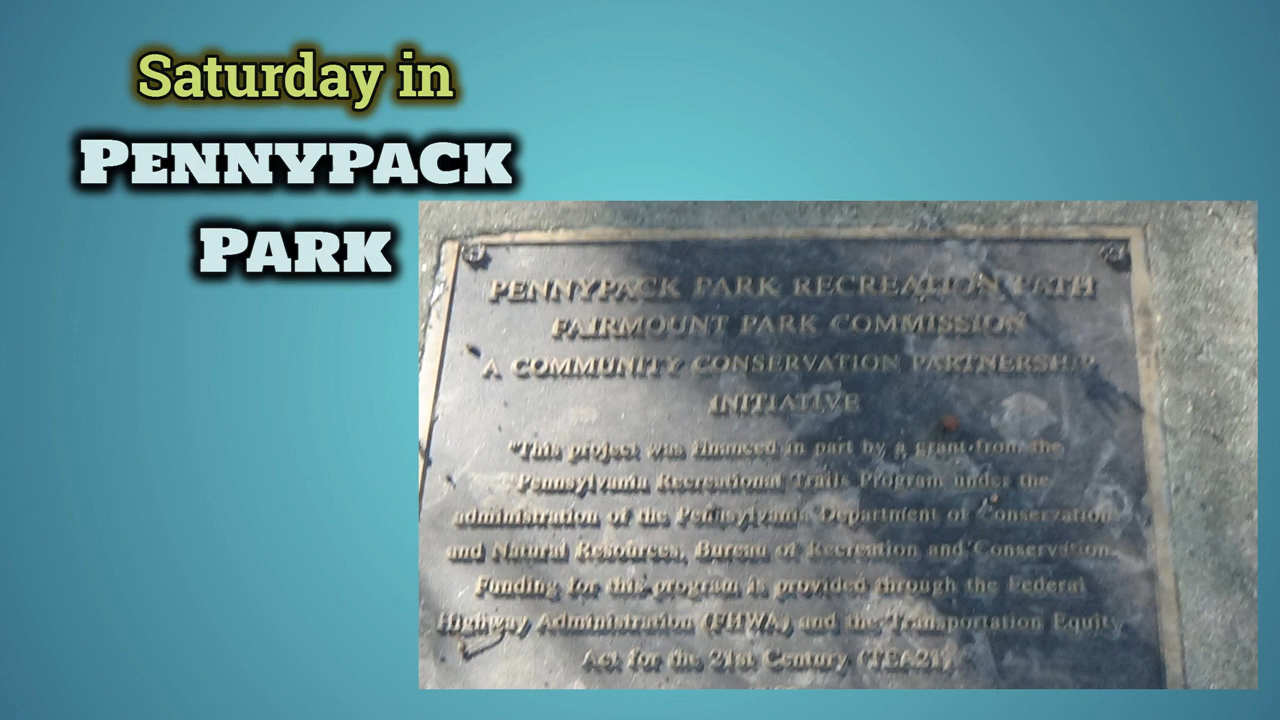 Saturday in
PENNYPACK
PARK
PENNYPACK PARK RECREATION PATH
FAIRMOUNT PARK COMMISSION
A COMMUNITY CONSERVATION PARTNERSHIP
INITIATIVE
"This project was financed in part by a grant from the
Pennsylvania Recreational Trails Program under the
administration of the Pennsylvania Department of Conservation
and Natural Resources, Bureau of Recreation and Conservation.
Funding for this program is provided through the Federal
Highway Administration (FHWA) and the Transportation Equity
Act for the 21st Century (TEA21)."